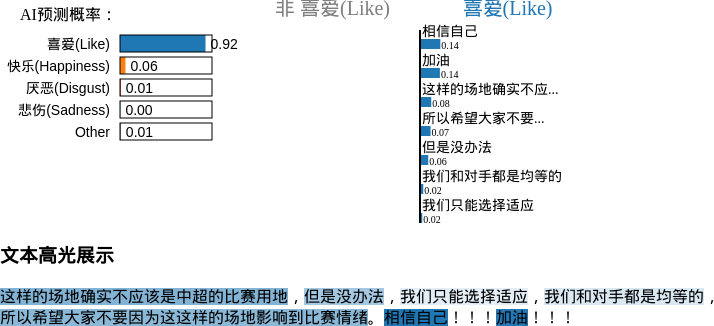 AI预测概率：
喜爱(Like) 0.92
快乐(Happiness) 0.06
厌恶(Disgust) 0.01
悲伤(Sadness) 0.00
Other 0.01
非 喜爱(Like) 喜爱(Like)
相信自己
0.14
加油
0.14
这样的场地确实不应...
0.08
所以希望大家不要...
0.07
但是没办法
0.06
我们和对手都是均等的
0.02
我们只能选择适应
0.02
文本高光展示
这样的场地确实不应该是中超的比赛用地，但是没办法，我们只能选择适应，我们和对手都是均等的，
所以希望大家不要因为这这样的场地影响到比赛情绪。相信自己！！！加油！！！